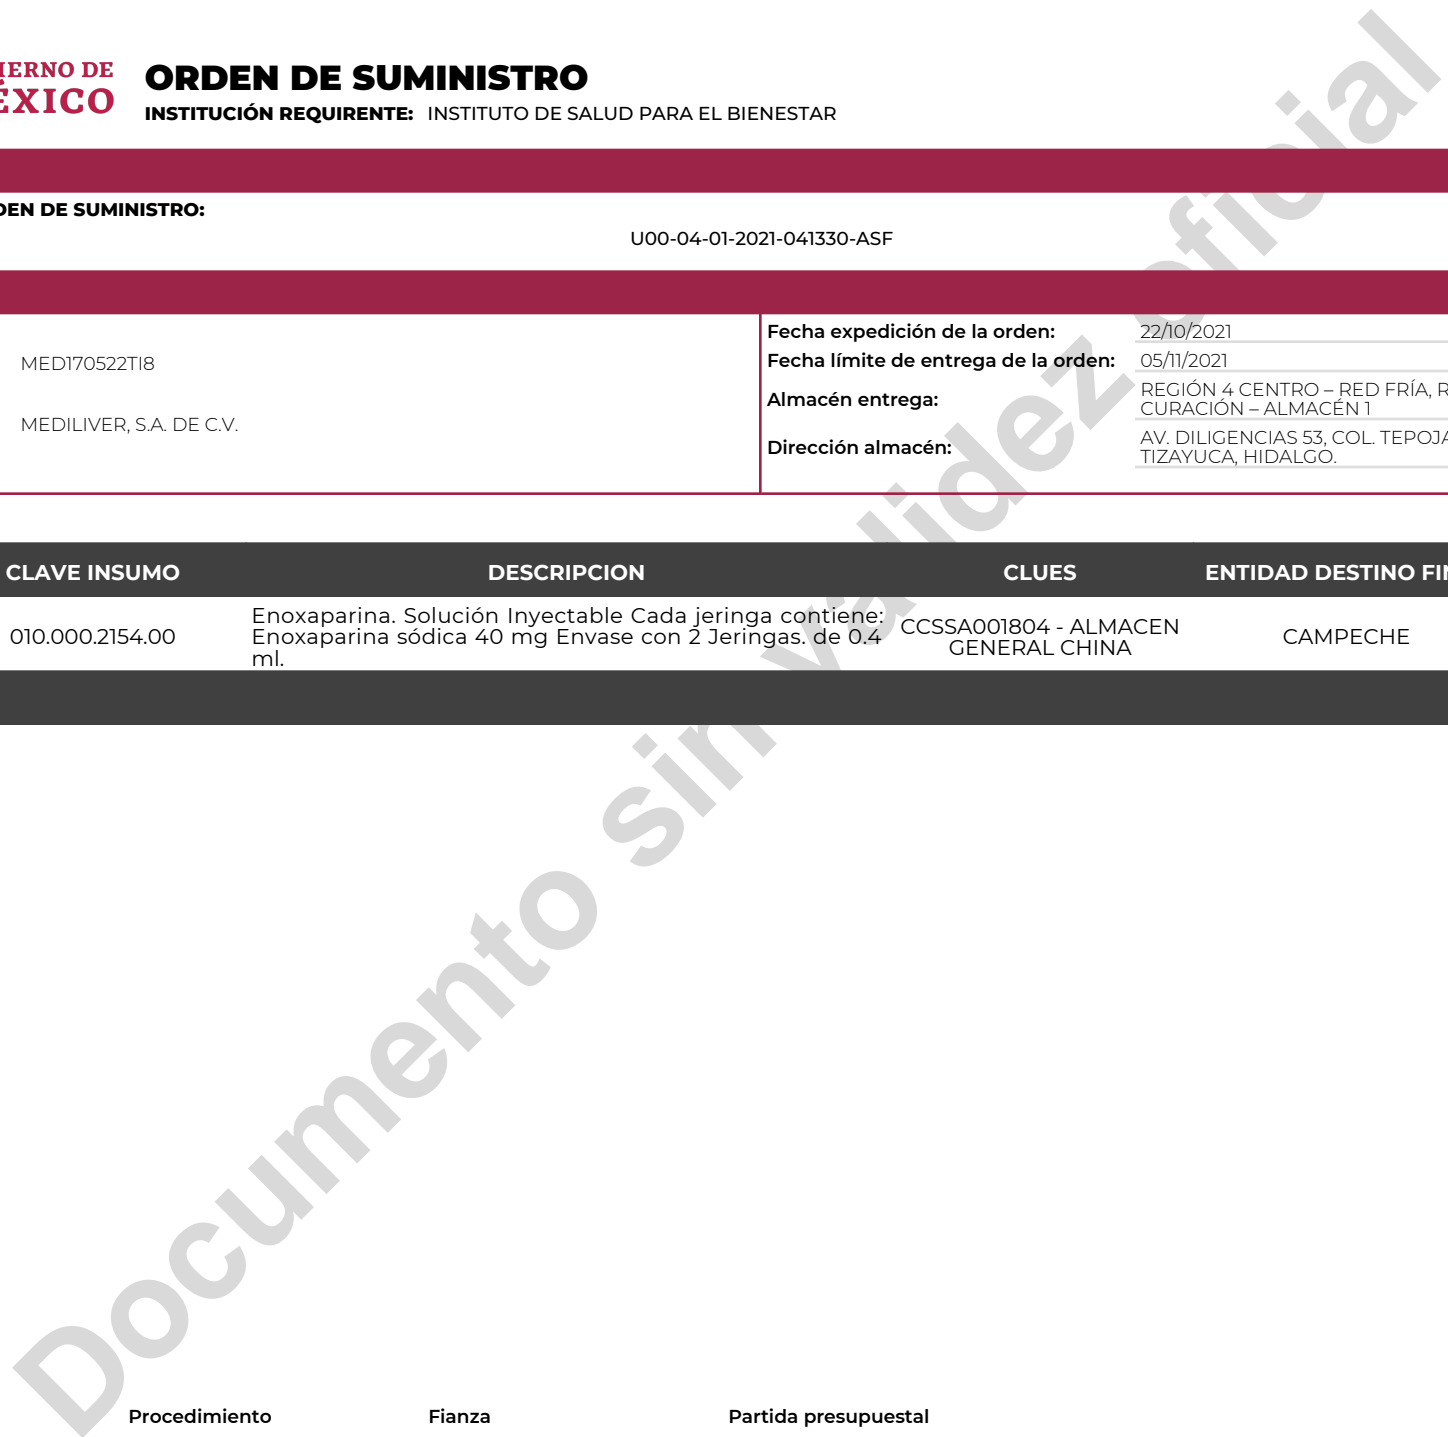 IERNO DE
ÉXICO
ORDEN DE SUMINISTRO
INSTITUCIÓN REQUIRENTE: INSTITUTO DE SALUD PARA EL BIENESTAR
DEN DE SUMINISTRO:
U00-04-01-2021-041330-ASF
MED170522TI8
MEDILIVER, S.A. DE C.V.
Fecha expedición de la orden: 22/10/2021
Fecha límite de entrega de la orden: 05/11/2021
Almacén entrega: REGIÓN 4 CENTRO – RED FRÍA, R
CURACIÓN – ALMACÉN 1
Dirección almacén: AV. DILIGENCIAS 53, COL. TEPOJA
TIZAYUCA, HIDALGO.
CLAVE INSUMO DESCRIPCION CLUES ENTIDAD DESTINO FIN
010.000.2154.00
Enoxaparina. Solución Inyectable Cada jeringa contiene:
Enoxaparina sódica 40 mg Envase con 2 Jeringas. de 0.4
ml.
CCSSA001804 - ALMACEN
GENERAL CHINA
CAMPECHE
Documento sin validez oficial
Procedimiento Fianza Partida presupuestal